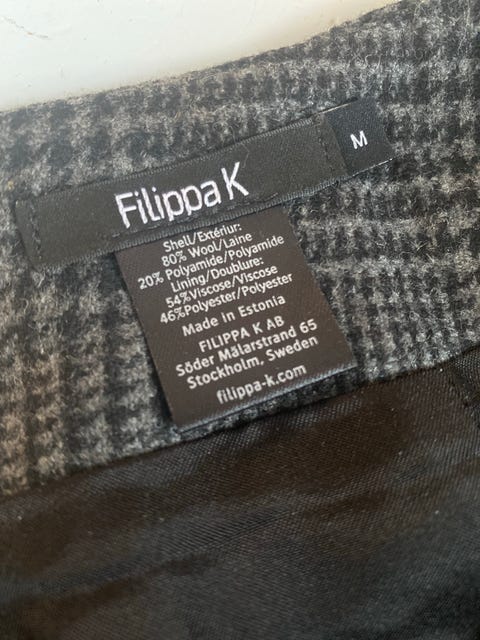 Filippa K
M
Shell/Extériur:
80% Wool/Laine
20% Polyamide/Polyamide
Lining/Doublure:
54%Viscose/Viscose
46%Polyester/Polyester
Made in Estonia
FILIPPA K AB
Söder Mälarstrand 65
Stockholm, Sweden
filippa-k.com